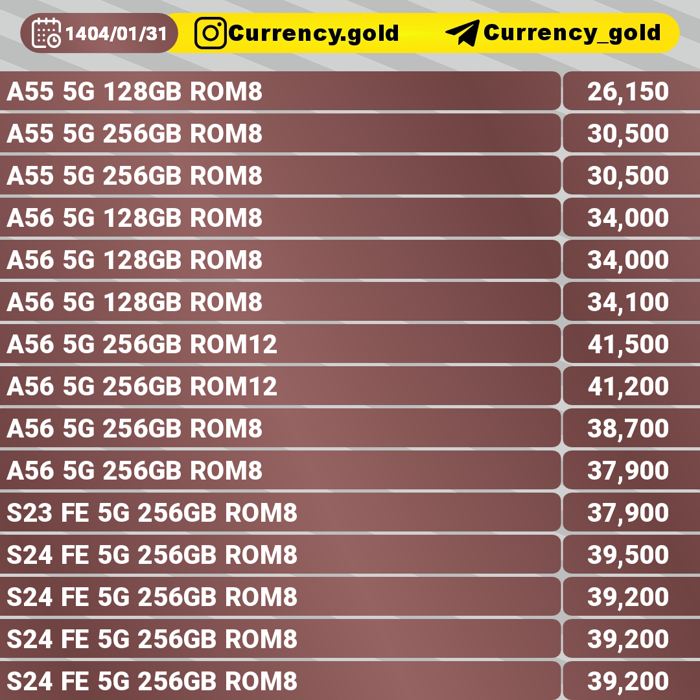 1404/01/31 Currency.gold Currency_gold
A55 5G 128GB ROM8 26,150
A55 5G 256GB ROM8 30,500
A55 5G 256GB ROM8 30,500
A56 5G 128GB ROM8 34,000
A56 5G 128GB ROM8 34,000
A56 5G 128GB ROM8 34,100
A56 5G 256GB ROM12 41,500
A56 5G 256GB ROM12 41,200
A56 5G 256GB ROM8 38,700
A56 5G 256GB ROM8 37,900
S23 FE 5G 256GB ROM8 37,900
S24 FE 5G 256GB ROM8 39,500
S24 FE 5G 256GB ROM8 39,200
S24 FE 5G 256GB ROM8 39,200
S24 FE 5G 256GB ROM8 39,200